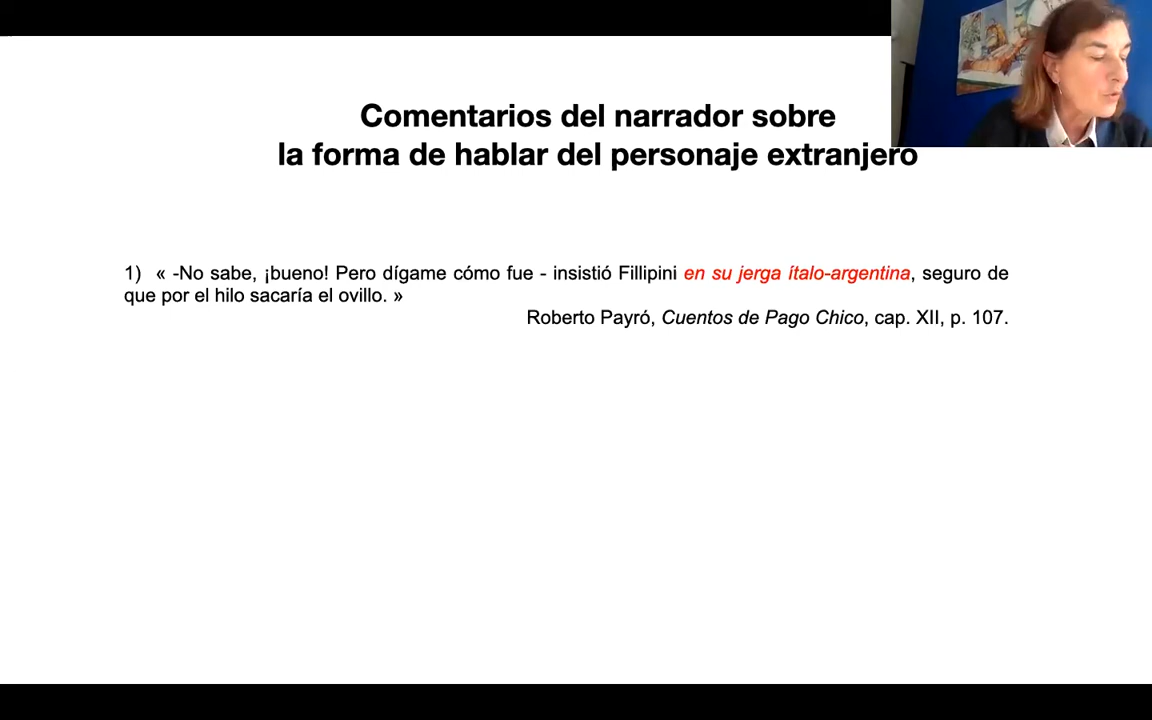 Comentarios del narrador sobre
la forma de hablar del personaje extranjero
1) « -No sabe, ¡bueno! Pero dígame cómo fue - insistió Fillipini en su jerga ítalo-argentina, seguro de
que por el hilo sacaría el ovillo. »
Roberto Payró, Cuentos de Pago Chico, cap. XII, p. 107.